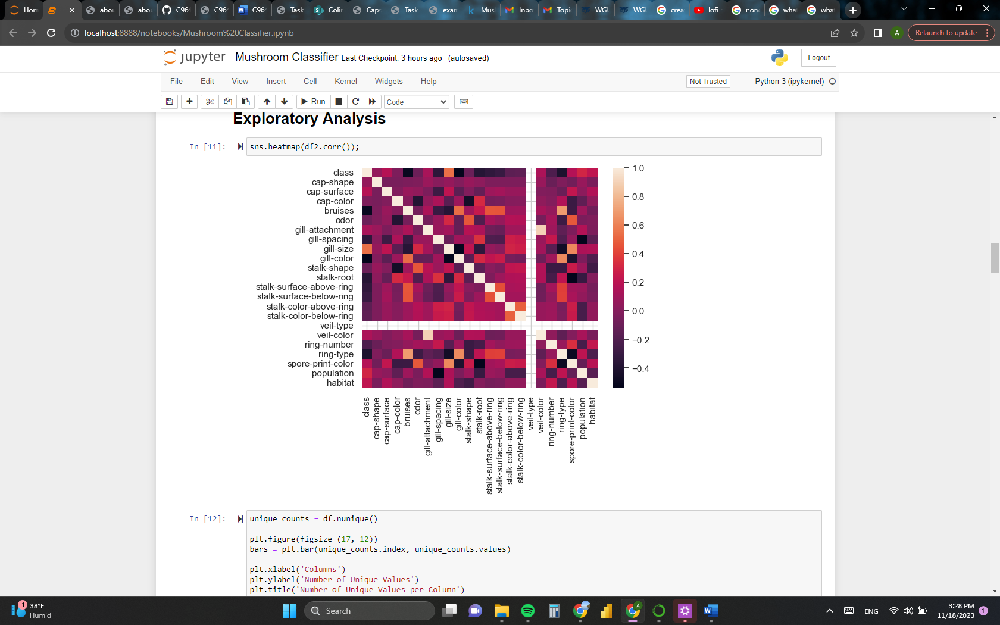 Hom
abou
abou
C964
C964
C964
Task
Colin
Caps
Task
exam
Mus
Inbo
Topi
WGU
WGU
crea
lofi
non
wha
wha
localhost:8888/notebooks/Mushroom%20Classifier.ipynb
A
Relaunch to update
jupyter
Mushroom Classifier Last Checkpoint: 3 hours ago (autosaved)
Logout
File Edit View Insert Cell Kernel Widgets Help
Not Trusted
Python 3 (ipykernel)
Run
Code
Exploratory Analysis
In [11]:
sns.heatmap(df2.corr());
class
cap-shape
cap-surface
cap-color
bruises
odor
gill-attachment
gill-spacing
gill-size
gill-color
stalk-shape
stalk-root
stalk-surface-above-ring
stalk-surface-below-ring
stalk-color-above-ring
stalk-color-below-ring
veil-type
veil-color
ring-number
ring-type
spore-print-color
population
habitat
1.0
0.8
0.6
0.4
0.2
0.0
−0.2
−0.4
class
cap-shape
cap-surface
cap-color
bruises
odor
gill-attachment
gill-spacing
gill-size
gill-color
stalk-shape
stalk-root
stalk-surface-above-ring
stalk-surface-below-ring
stalk-color-above-ring
stalk-color-below-ring
veil-type
veil-color
ring-number
ring-type
spore-print-color
population
habitat
In [12]:
unique_counts = df.nunique()
plt.figure(figsize=(17, 12))
bars = plt.bar(unique_counts.index, unique_counts.values)
plt.xlabel('Columns')
plt.ylabel('Number of Unique Values')
plt.title('Number of Unique Values per Column')
1
38°F
Humid
Search
A
ENG
3:28 PM
11/18/2023
1